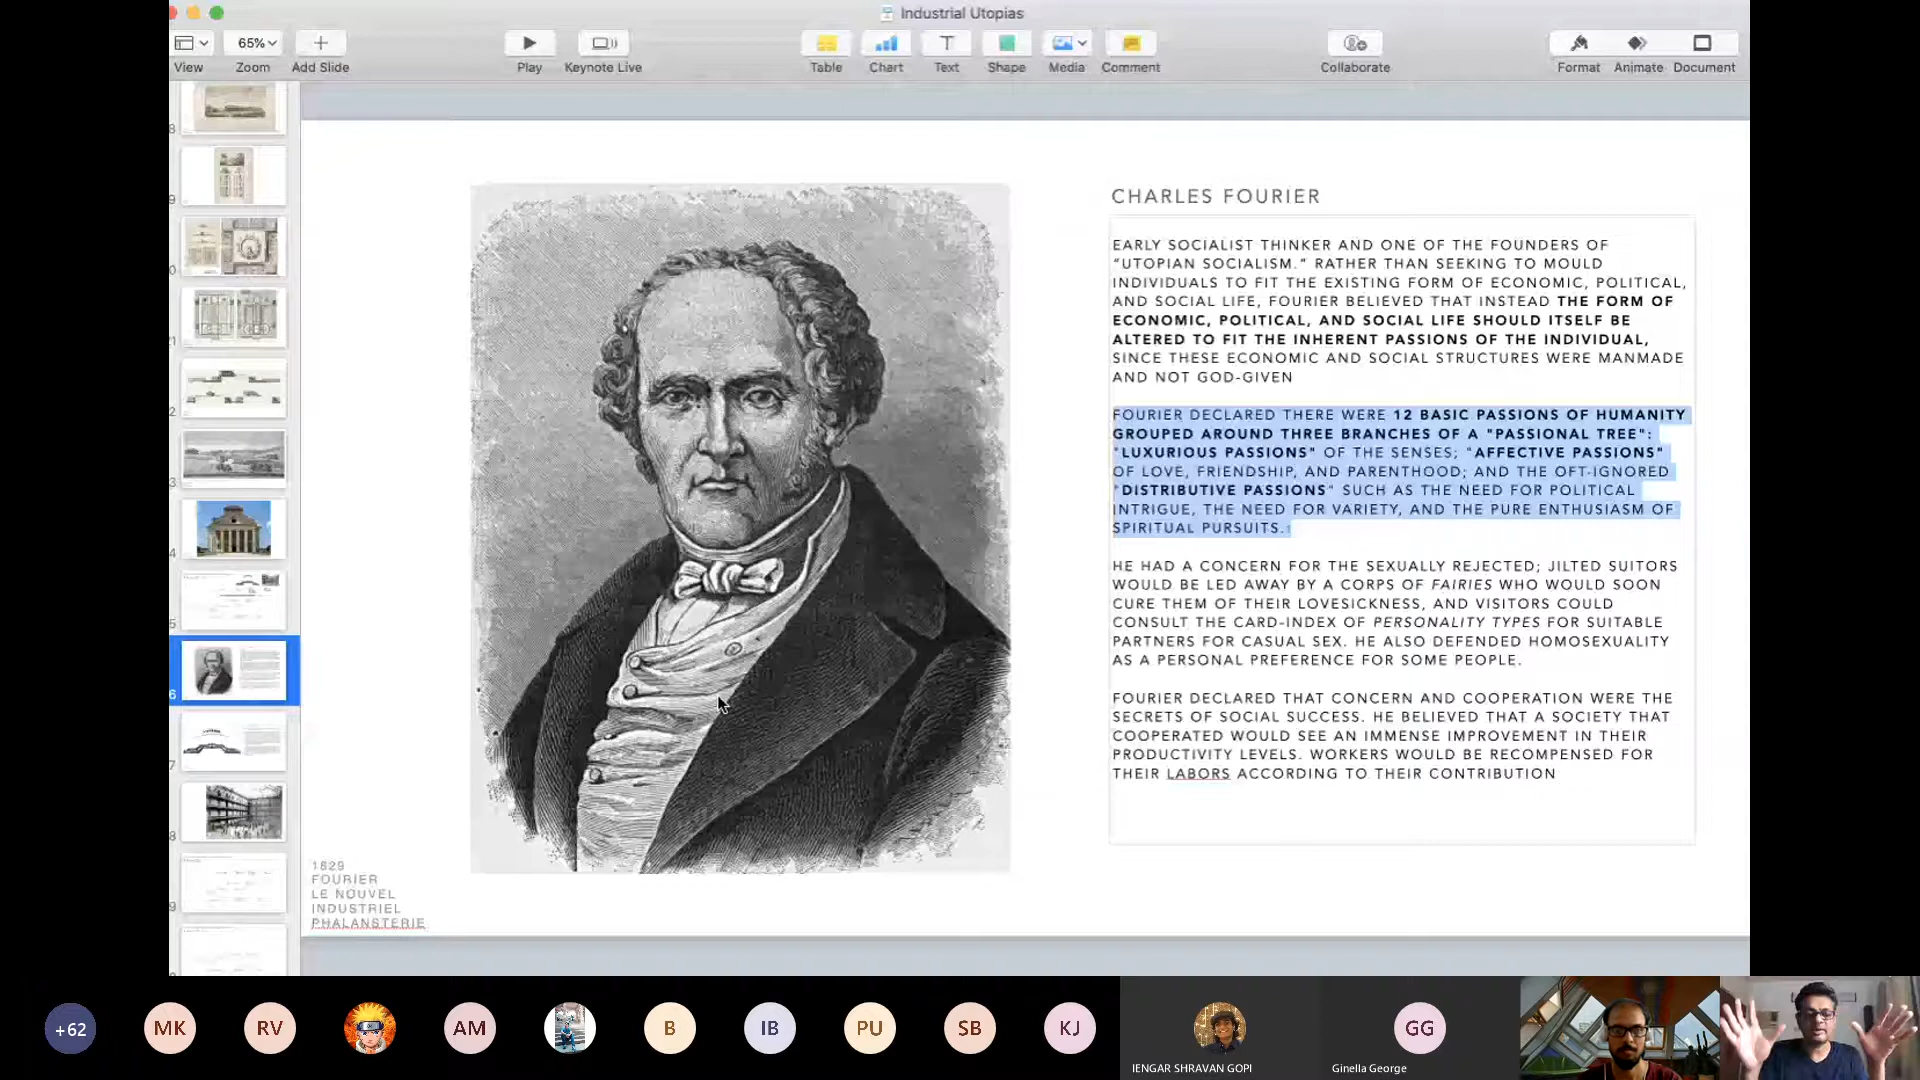 Industrial Utopias
65%
View
Zoom
Add Slide
Play
Keynote Live
Table
Chart
Text
Shape
Media
Comment
Collaborate
Format
Animate
Document
CHARLES FOURIER
EARLY SOCIALIST THINKER AND ONE OF THE FOUNDERS OF
"UTOPIAN SOCIALISM." RATHER THAN SEEKING TO MOULD
INDIVIDUALS TO FIT THE EXISTING FORM OF ECONOMIC, POLITICAL,
AND SOCIAL LIFE, FOURIER BELIEVED THAT INSTEAD THE FORM OF
ECONOMIC, POLITICAL, AND SOCIAL LIFE SHOULD ITSELF BE
ALTERED TO FIT THE INHERENT PASSIONS OF THE INDIVIDUAL,
SINCE THESE ECONOMIC AND SOCIAL STRUCTURES WERE MANMADE
AND NOT GOD-GIVEN
FOURIER DECLARED THERE WERE 12 BASIC PASSIONS OF HUMANITY
GROUPED AROUND THREE BRANCHES OF A "PASSIONAL TREE":
"LUXURIOUS PASSIONS" OF THE SENSES; "AFFECTIVE PASSIONS"
OF LOVE, FRIENDSHIP, AND PARENTHOOD; AND THE OFT-IGNORED
"DISTRIBUTIVE PASSIONS" SUCH AS THE NEED FOR POLITICAL
INTRIGUE, THE NEED FOR VARIETY, AND THE PURE ENTHUSIASM OF
SPIRITUAL PURSUITS.
HE HAD A CONCERN FOR THE SEXUALLY REJECTED; JILTED SUITORS
WOULD BE LED AWAY BY A CORPS OF FAIRIES WHO WOULD SOON
CURE THEM OF THEIR LOVESICKNESS, AND VISITORS COULD
CONSULT THE CARD-INDEX OF PERSONALITY TYPES FOR SUITABLE
PARTNERS FOR CASUAL SEX. HE ALSO DEFENDED HOMOSEXUALITY
AS A PERSONAL PREFERENCE FOR SOME PEOPLE.
FOURIER DECLARED THAT CONCERN AND COOPERATION WERE THE
SECRETS OF SOCIAL SUCCESS. HE BELIEVED THAT A SOCIETY THAT
COOPERATED WOULD SEE AN IMMENSE IMPROVEMENT IN THEIR
PRODUCTIVITY LEVELS. WORKERS WOULD BE RECOMPENSED FOR
THEIR LABORS ACCORDING TO THEIR CONTRIBUTION
1829
FOURIER
LE NOUVEL
INDUSTRIEL
PHALANSTERIE
+62
MK
RV
AM
B
IB
PU
SB
KJ
IENGAR SHRAVAN GOPI
GG
Ginella George